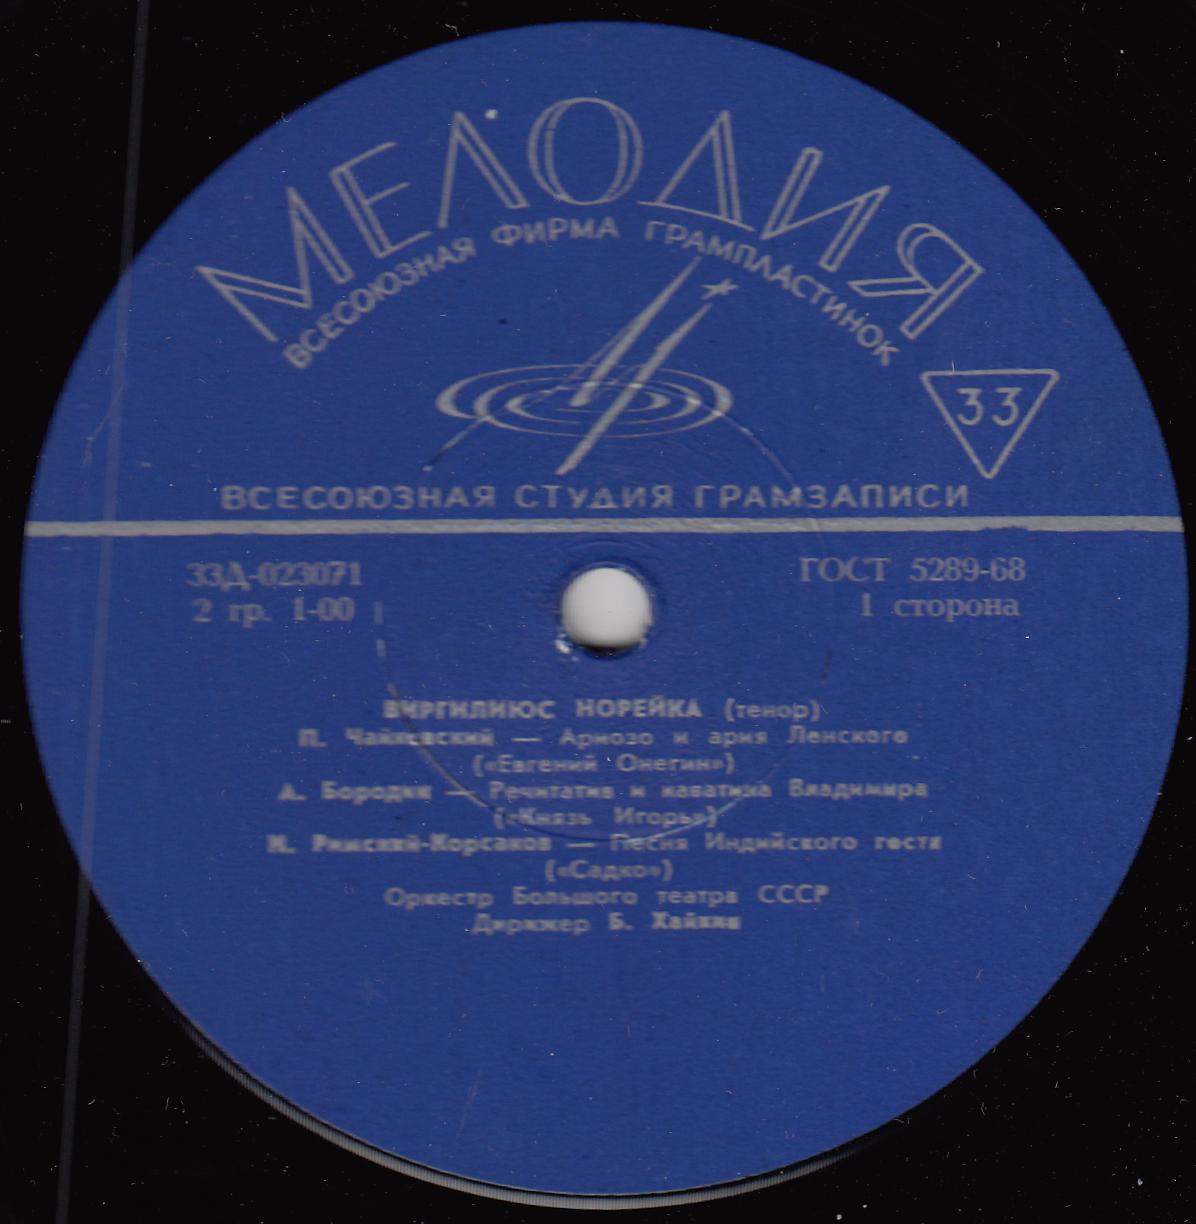 МЕЛОДИЯ
ВСЕСОЮЗНАЯ ФИРМА ГРАМПЛАСТИНОК
33
ВСЕСОЮЗНАЯ СТУДИЯ ГРАМЗАПИСИ
33Д-023071
ГОСТ 5289-68
2 гр. 1-00
1 сторона
ВИРГИЛИЮС НОРЕЙКА (тенор)
П. Чайковский — Ариозо и ария Ленского
(«Евгений Онегин»)
А. Бородин — Речитатив и каватина Владимира
(«Князь Игорь»)
Н. Римский-Корсаков — Песня Индийского гостя
(«Садко»)
Оркестр Большого театра СССР
Дирижер Б. Хайкин